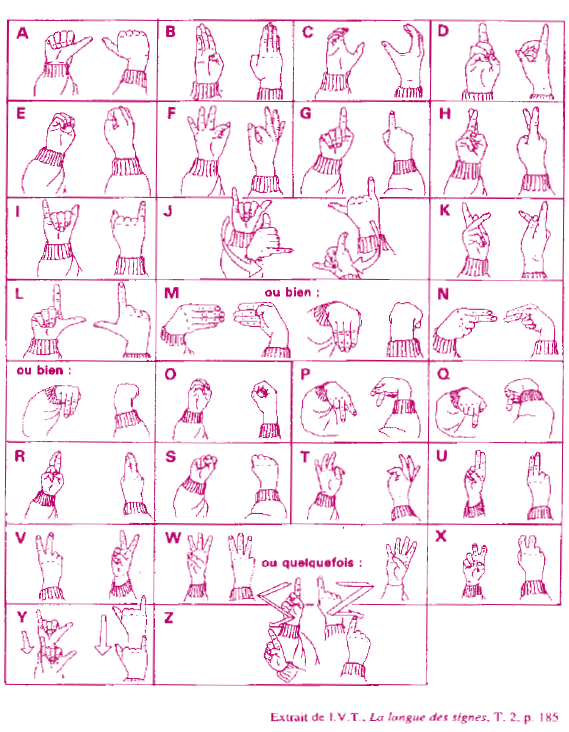 A B C D
E F G H
I J K
L M ou bien : N
ou bien : O P Q
R S T U
V W ou quelquefois : X
Y Z
Extrait de I.V.T., La langue des signes, T. 2, p. 185